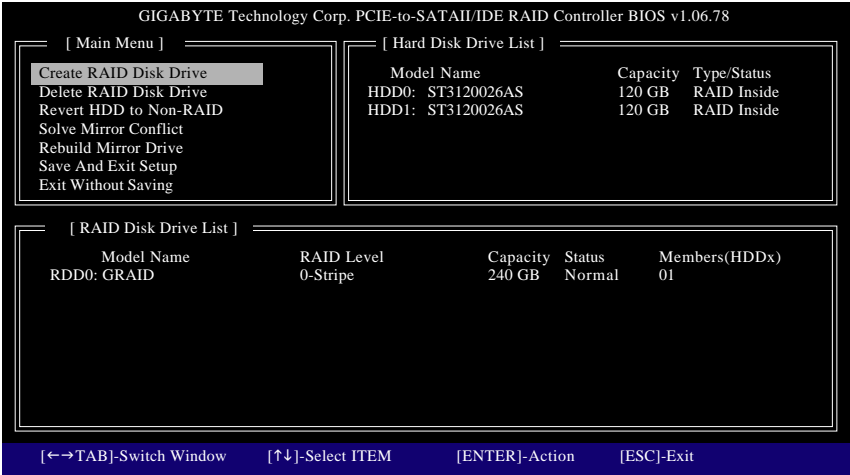 GIGABYTE Technology Corp. PCIE-to-SATAII/IDE RAID Controller BIOS v1.06.78
[ Main Menu ]
Create RAID Disk Drive
Delete RAID Disk Drive
Revert HDD to Non-RAID
Solve Mirror Conflict
Rebuild Mirror Drive
Save And Exit Setup
Exit Without Saving
[ Hard Disk Drive List ]
Model Name Capacity Type/Status
HDD0: ST3120026AS 120 GB RAID Inside
HDD1: ST3120026AS 120 GB RAID Inside
[ RAID Disk Drive List ]
Model Name RAID Level Capacity Status Members(HDDx)
RDD0: GRAID 0-Stripe 240 GB Normal 01
[←→TAB]-Switch Window [↑↓]-Select ITEM [ENTER]-Action [ESC]-Exit